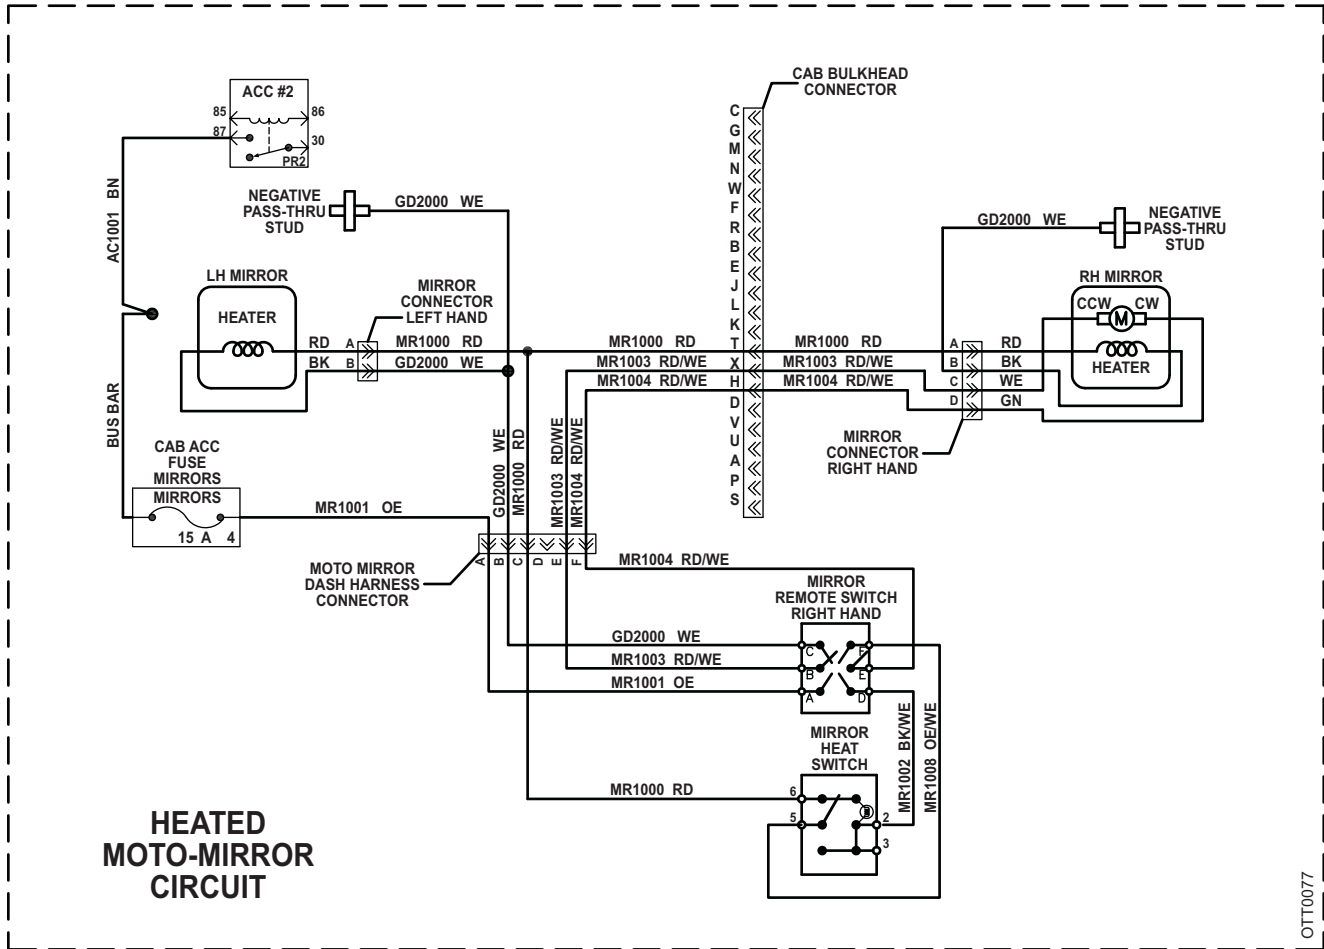 ACC #2
85
86
87
30
PR2
CAB BULKHEAD
CONNECTOR
C
G
M
N
W
F
R
B
E
J
L
K
T
X
H
D
V
U
A
P
S
AC1001 BN
NEGATIVE
PASS-THRU
STUD
GD2000 WE
GD2000 WE
NEGATIVE
PASS-THRU
STUD
LH MIRROR
HEATER
MIRROR
CONNECTOR
LEFT HAND
RD A
BK B
MR1000 RD
GD2000 WE
MR1000 RD
MR1003 RD/WE
MR1004 RD/WE
MR1000 RD
MR1003 RD/WE
MR1004 RD/WE
RH MIRROR
CCW
M
CW
HEATER
A
B
C
D
RD
BK
WE
GN
MIRROR
CONNECTOR
RIGHT HAND
BUS BAR
CAB ACC
FUSE
MIRRORS
MIRRORS
15 A 4
MR1001 OE
GD2000 WE
MR1000 RD
MR1003 RD/WE
MR1004 RD/WE
A
B
C
D
E
F
MOTO MIRROR
DASH HARNESS
CONNECTOR
MR1004 RD/WE
MIRROR
REMOTE SWITCH
RIGHT HAND
GD2000 WE
MR1003 RD/WE
MR1001 OE
C
B
A
F
E
D
MR1002 BK/WE
MR1008 OE/WE
MIRROR
HEAT
SWITCH
MR1000 RD
6
5
2
3
HEATED
MOTO-MIRROR
CIRCUIT
OTT0077